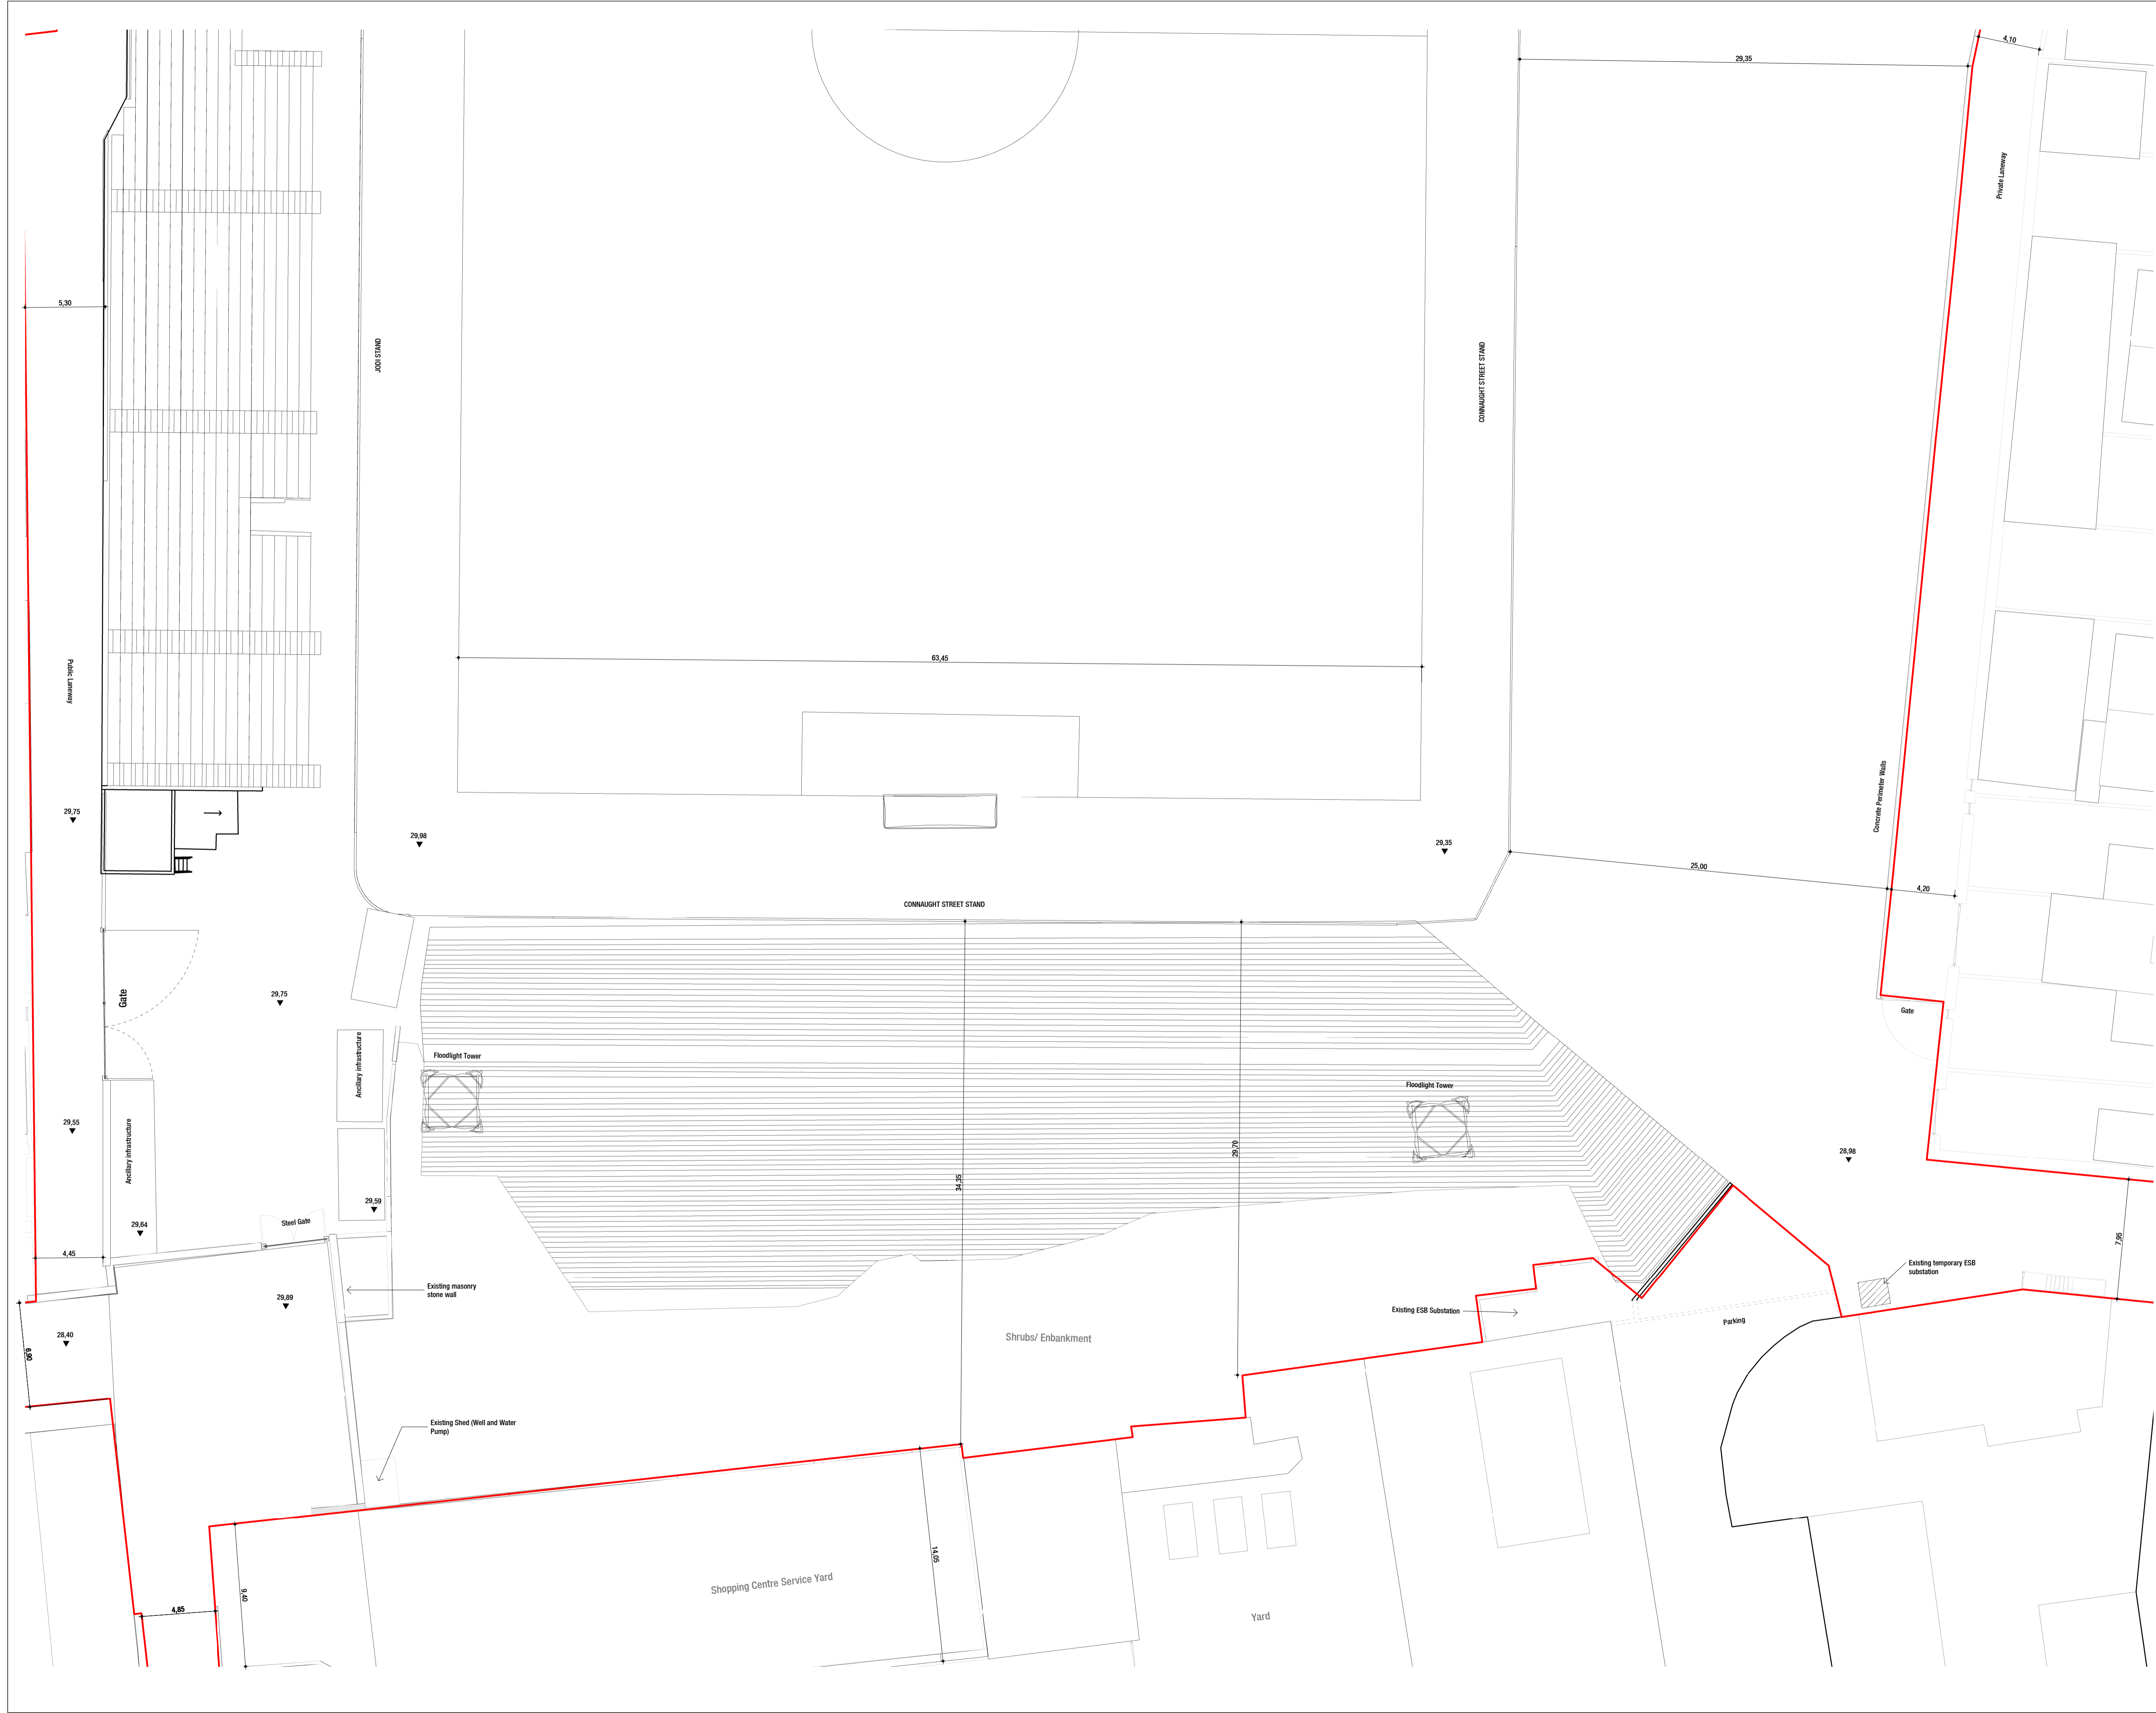 4,10
29,35
Private Laneway
5,30
JODI STAND
CONNAUGHT STREET STAND
63,45
Public Laneway
Concrete Perimeter Walls
29,75
29,98
29,35
25,00
4,20
CONNAUGHT STREET STAND
Gate
29,75
Gate
Ancillary infrastructure
Floodlight Tower
Floodlight Tower
29,55
Ancillary infrastructure
29,70
28,98
34,35
29,59
29,64
Steel Gate
7,95
4,45
Existing temporary ESB
substation
Existing masonry
stone wall
29,89
Existing ESB Substation
Parking
28,40
6,90
Shrubs/ Enbankment
Existing Shed (Well and Water
Pump)
14,05
Shopping Centre Service Yard
9,40
4,85
Yard